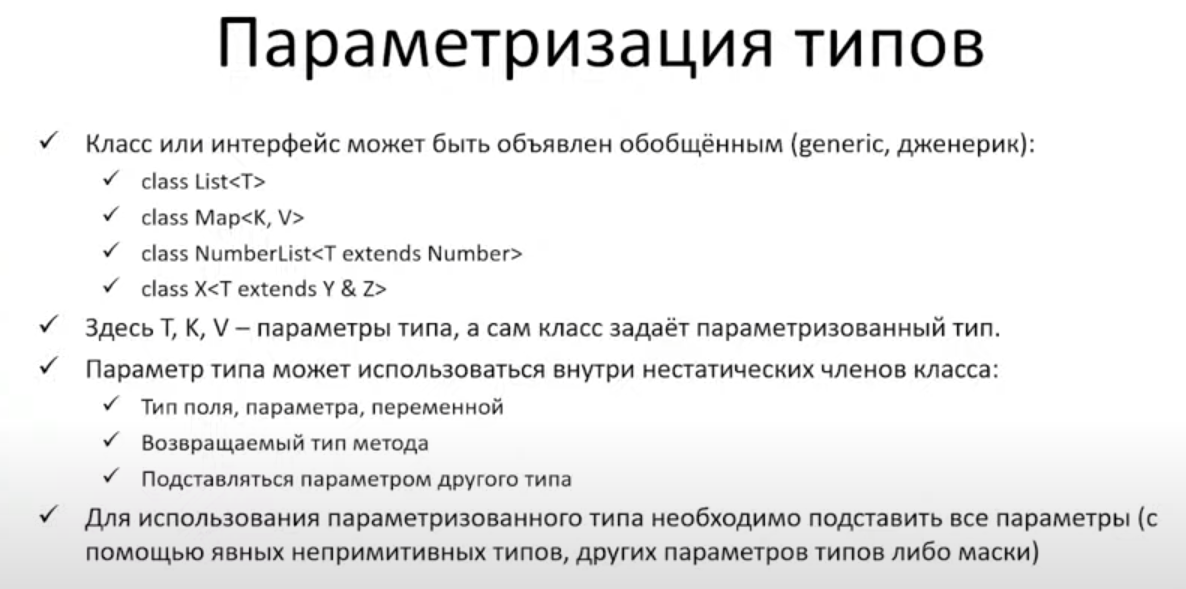 Параметризация типов
✓ Класс или интерфейс может быть объявлен обобщённым (generic, дженерик):
✓ class List<T>
✓ class Map<K, V>
✓ class NumberList<T extends Number>
✓ class X<T extends Y & Z>
✓ Здесь T, K, V – параметры типа, а сам класс задаёт параметризованный тип.
✓ Параметр типа может использоваться внутри нестатических членов класса:
✓ Тип поля, параметра, переменной
✓ Возвращаемый тип метода
✓ Подставляться параметром другого типа
✓ Для использования параметризованного типа необходимо подставить все параметры (с
помощью явных непримитивных типов, других параметров типов либо маски)